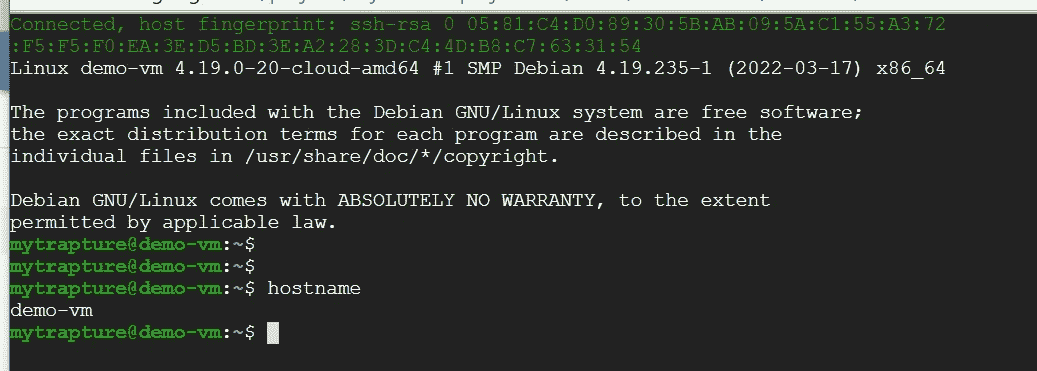 Connected, host fingerprint: ssh-rsa 0 05:81:C4:D0:89:30:5B:AB:09:5A:C1:55:A3:72
:F5:F5:F0:EA:3E:D5:BD:3E:A2:28:3D:C4:4D:B8:C7:63:31:54
Linux demo-vm 4.19.0-20-cloud-amd64 #1 SMP Debian 4.19.235-1 (2022-03-17) x86_64
The programs included with the Debian GNU/Linux system are free software;
the exact distribution terms for each program are described in the
individual files in /usr/share/doc/*/copyright.
Debian GNU/Linux comes with ABSOLUTELY NO WARRANTY, to the extent
permitted by applicable law.
mytrapture@demo-vm:~$
mytrapture@demo-vm:~$
mytrapture@demo-vm:~$ hostname
demo-vm
mytrapture@demo-vm:~$